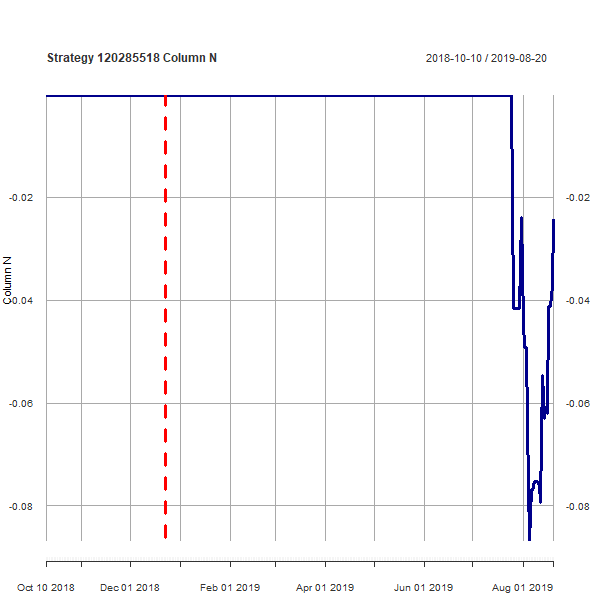 Strategy 120285518 Column N
2018-10-10 / 2019-08-20
-0.02
-0.02
Column N
-0.04
-0.04
-0.06
-0.06
-0.08
-0.08
Oct 10 2018
Dec 01 2018
Feb 01 2019
Apr 01 2019
Jun 01 2019
Aug 01 2019